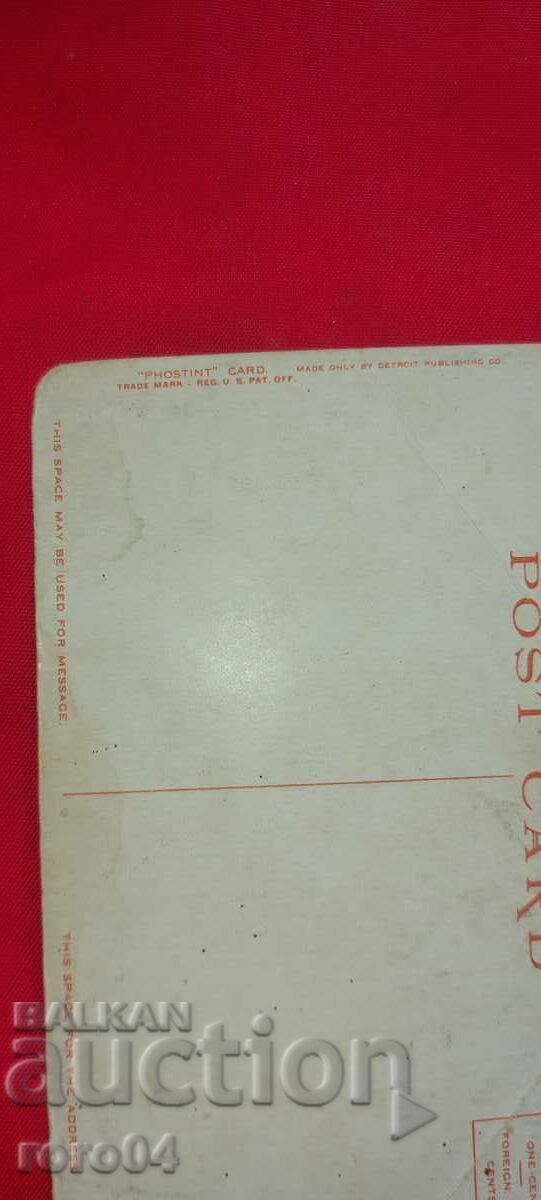 "PHOSTINT" CARD. MADE ONLY BY DETROIT PUBLISHING CO
TRADE MARK - REG. U. S. PAT. OFF.
THIS SPACE MAY BE USED FOR MESSAGE.
POST CARD
THIS SPACE FOR THE ADDRESS
ONE CE
FOREIGN
CENTS
BALKAN
auction
roro04